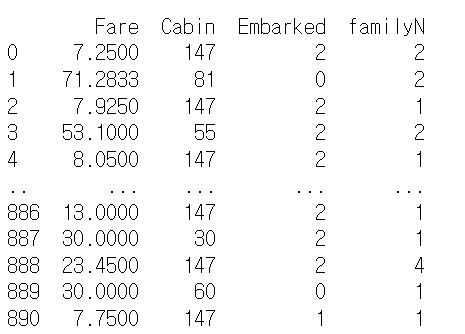 Fare Cabin Embarked familyN
0 7.2500 147 2 2
1 71.2833 81 0 2
2 7.9250 147 2 1
3 53.1000 55 2 2
4 8.0500 147 2 1
.. ... ... ... ...
886 13.0000 147 2 1
887 30.0000 30 2 1
888 23.4500 147 2 4
889 30.0000 60 0 1
890 7.7500 147 1 1